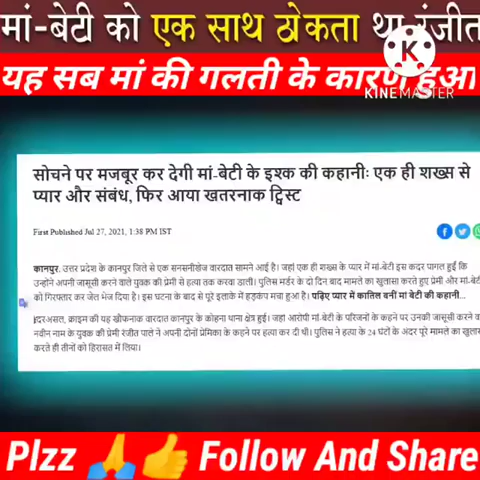 मां-बेटी को एक साथ ठोकता था रंजीत
यह सब मां की गलती के कारण हुआ
KINEMASTER
सोचने पर मजबूर कर देगी मां-बेटी के इश्क की कहानीः एक ही शख्स से
प्यार और संबंध, फिर आया खतरनाक ट्विस्ट
First Published Jul 27, 2021, 1:38 PM IST
कानपुर. उत्तर प्रदेश के कानपुर जिले से एक सनसनीखेज वारदात सामने आई है। जहां एक ही शख्स के प्यार में मां-बेटी इस कदर पागल हुईं कि
उन्होंने अपनी जासूसी करने वाले युवक की प्रेमी से हत्या तक करवा डाली। पुलिस मर्डर के दो दिन बाद मामला का खुलासा करते हुए प्रेमी और मां-बेटी
को गिरफ्तार कर जेल भेज दिया है। इस घटना के बाद से पूरे इलाके में हड़कंप मचा हुआ है। पढ़िए प्यार में कातिल बनीं मां बेटी की कहानी...
दरअसल, क्राइम की यह खौफनाक वारदात कानपुर के कोहना थाना क्षेत्र हुई। जहां आरोपी मां-बेटी के परिजनों के कहने पर उनकी जासूसी करने व
नवीन नाम के युवक की प्रेमी रंजीत पाले ने अपनी दोनों प्रेमिका के कहने पर हत्या कर दी थी। पुलिस ने हत्या के 24 घंटों के अंदर पूरे मामले का खुलास
करते ही तीनों को हिरासत में लिया।
Plzz 🙏👍 Follow And Share